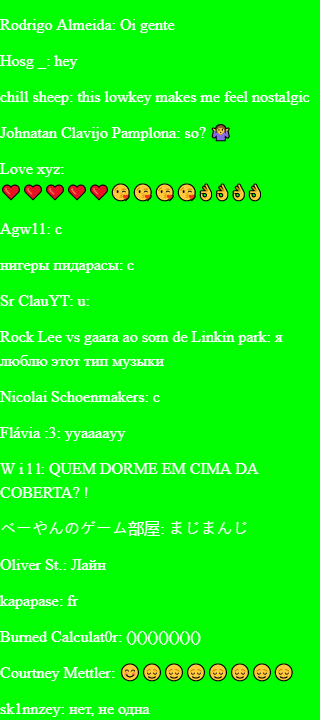 Rodrigo Almeida: Oi gente
Hosg _: hey
chill sheep: this lowkey makes me feel nostalgic
Johnatan Clavijo Pamplona: so? 🤷‍♀️
Love xyz:
❤️❤️❤️❤️❤️😘😘😘😘👌👌👌👌
Agw11: c
нигеры пидарасы: c
Sr ClauYT: u:
Rock Lee vs gaara ao som de Linkin park: я
люблю этот тип музыки
Nicolai Schoenmakers: c
Flávia :3: yyaaaayy
W i 1 l: QUEM DORME EM CIMA DA
COBERTA? !
べーやんのゲーム部屋: まじまんじ
Oliver St.: Лайн
kapapase: fr
Burned Calculat0r: ()()()()()()()
Courtney Mettler: 😊😌😌😌😌😌😌😌
sk1nnzey: нет, не одна